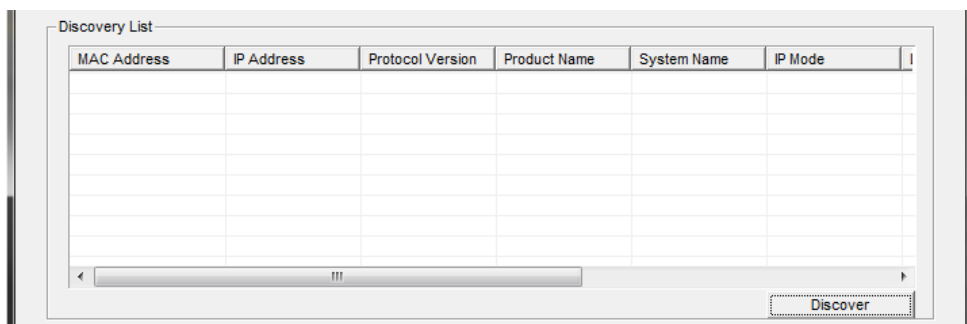 Discovery List
MAC Address IP Address Protocol Version Product Name System Name IP Mode
Discover